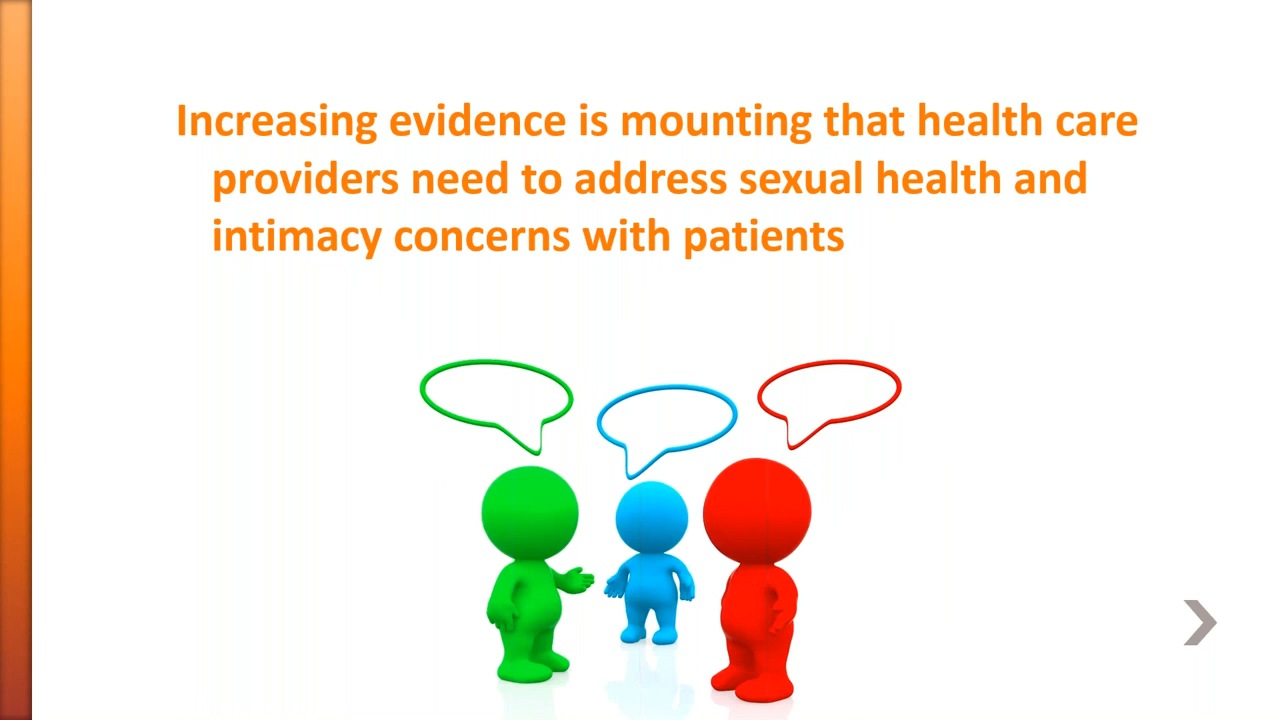 Increasing evidence is mounting that health care
providers need to address sexual health and
intimacy concerns with patients